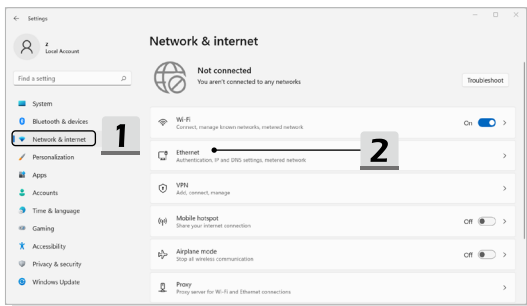 Settings
z
Local Account
Find a setting
System
Bluetooth & devices
Network & internet
Personalization
Apps
Accounts
Time & language
Gaming
Accessibility
Privacy & security
Windows Update
1
Network & internet
Not connected
You aren't connected to any networks
Troubleshoot
Wi-Fi
Connect, manage known networks, metered network
On
Ethernet
Authentication, IP and DNS settings, metered network
2
VPN
Add, connect, manage
Mobile hotspot
Share your internet connection
Off
Airplane mode
Stop all wireless communication
Off
Proxy
Proxy server for Wi-Fi and Ethernet connections